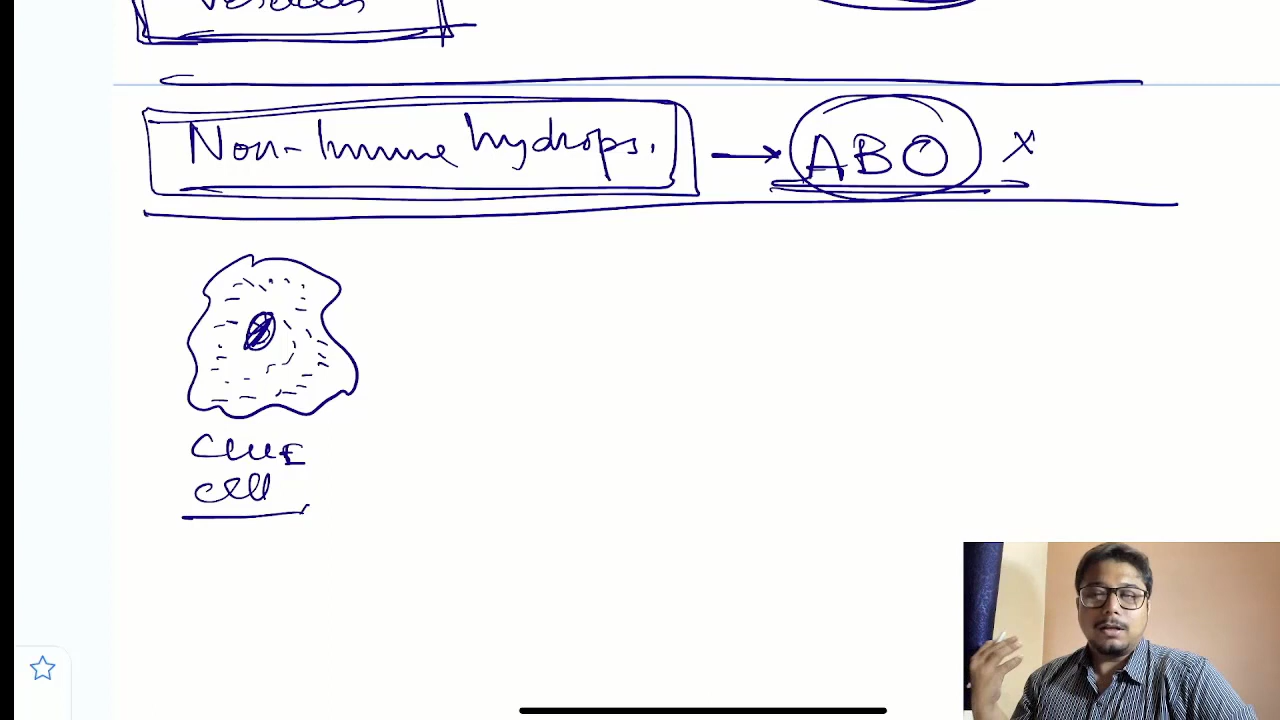 Non-Immune hydrops. → ABO x
CLUE
cell